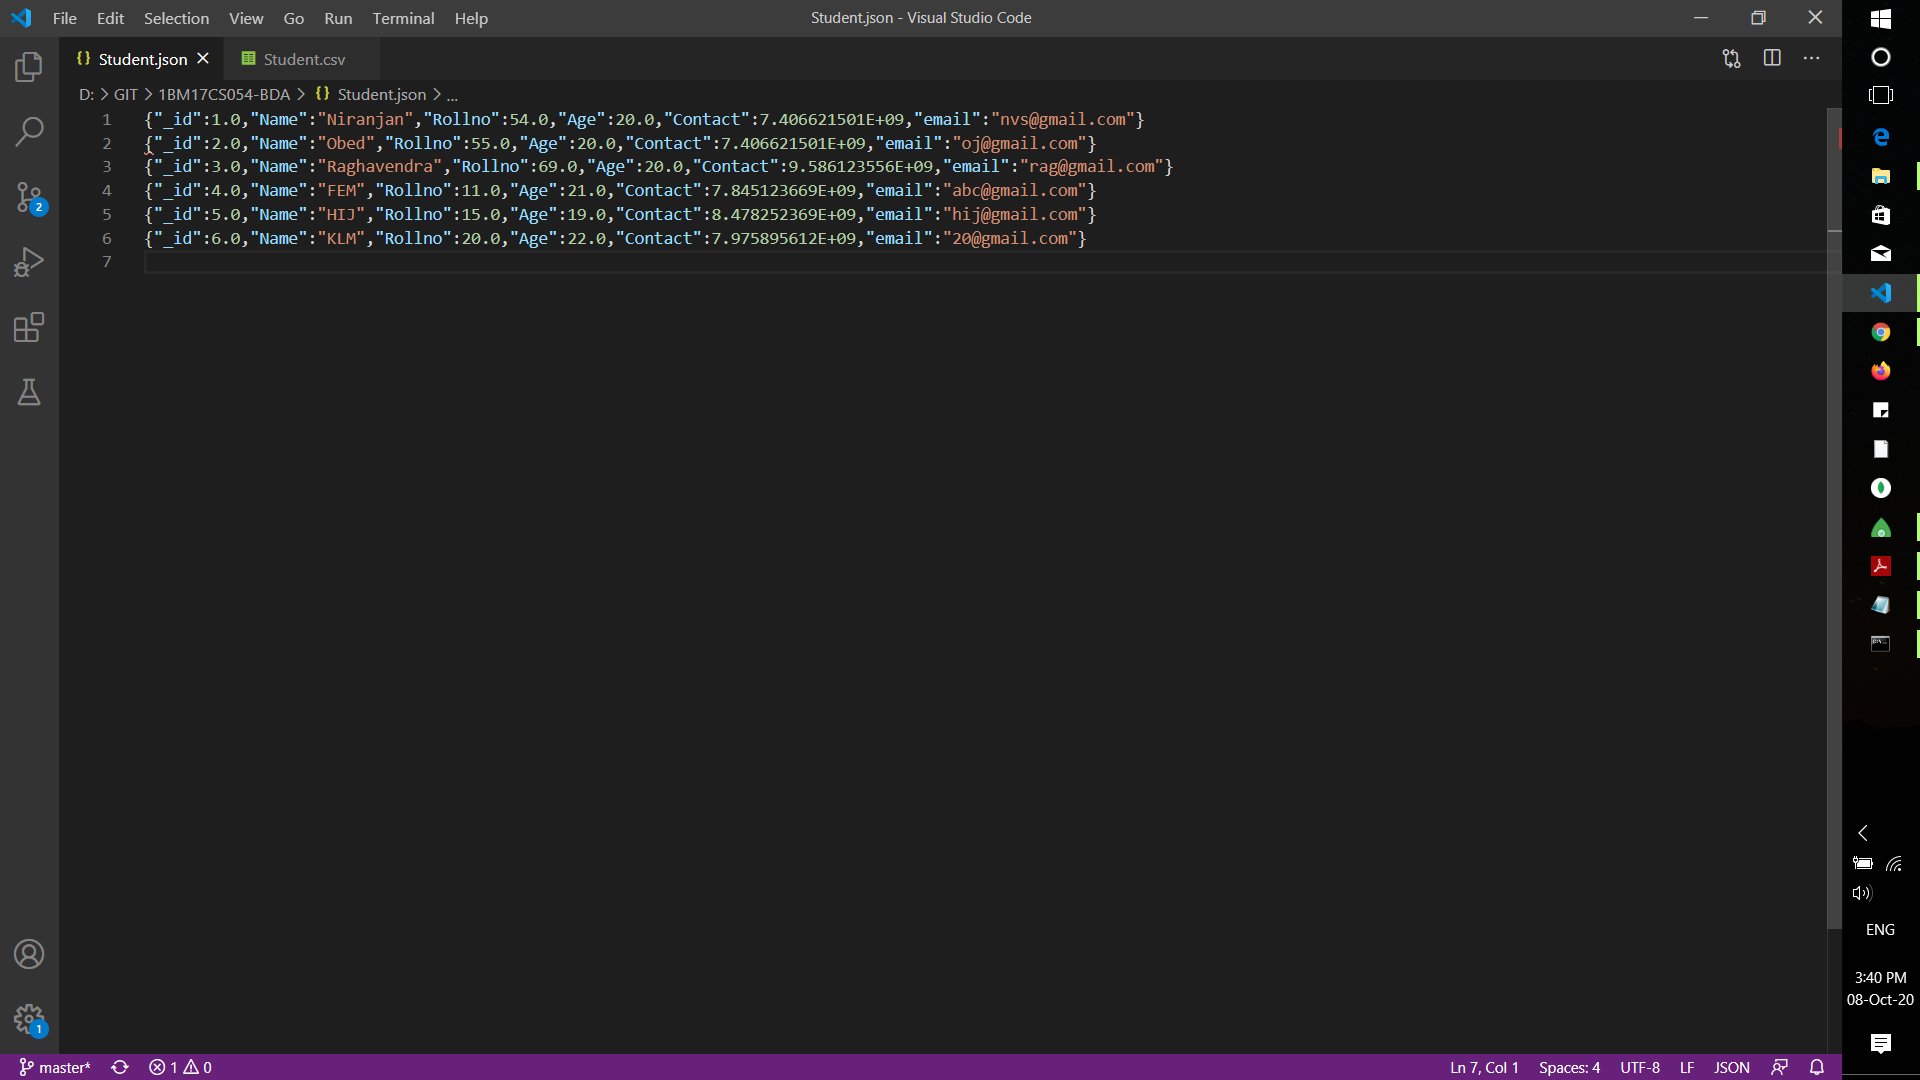 File Edit Selection View Go Run Terminal Help
Student.json - Visual Studio Code
{} Student.json
Student.csv
D: > GIT > 1BM17CS054-BDA > {} Student.json > ...
1 {"_id":1.0,"Name":"Niranjan","Rollno":54.0,"Age":20.0,"Contact":7.406621501E+09,"email":"nvs@gmail.com"}
2 {"_id":2.0,"Name":"Obed","Rollno":55.0,"Age":20.0,"Contact":7.406621501E+09,"email":"oj@gmail.com"}
3 {"_id":3.0,"Name":"Raghavendra","Rollno":69.0,"Age":20.0,"Contact":9.586123556E+09,"email":"rag@gmail.com"}
4 {"_id":4.0,"Name":"FEM","Rollno":11.0,"Age":21.0,"Contact":7.845123669E+09,"email":"abc@gmail.com"}
5 {"_id":5.0,"Name":"HIJ","Rollno":15.0,"Age":19.0,"Contact":8.478252369E+09,"email":"hij@gmail.com"}
6 {"_id":6.0,"Name":"KLM","Rollno":20.0,"Age":22.0,"Contact":7.975895612E+09,"email":"20@gmail.com"}
7
2
1
master* 1 0
Ln 7, Col 1 Spaces: 4 UTF-8 LF JSON
ENG
3:40 PM
08-Oct-20